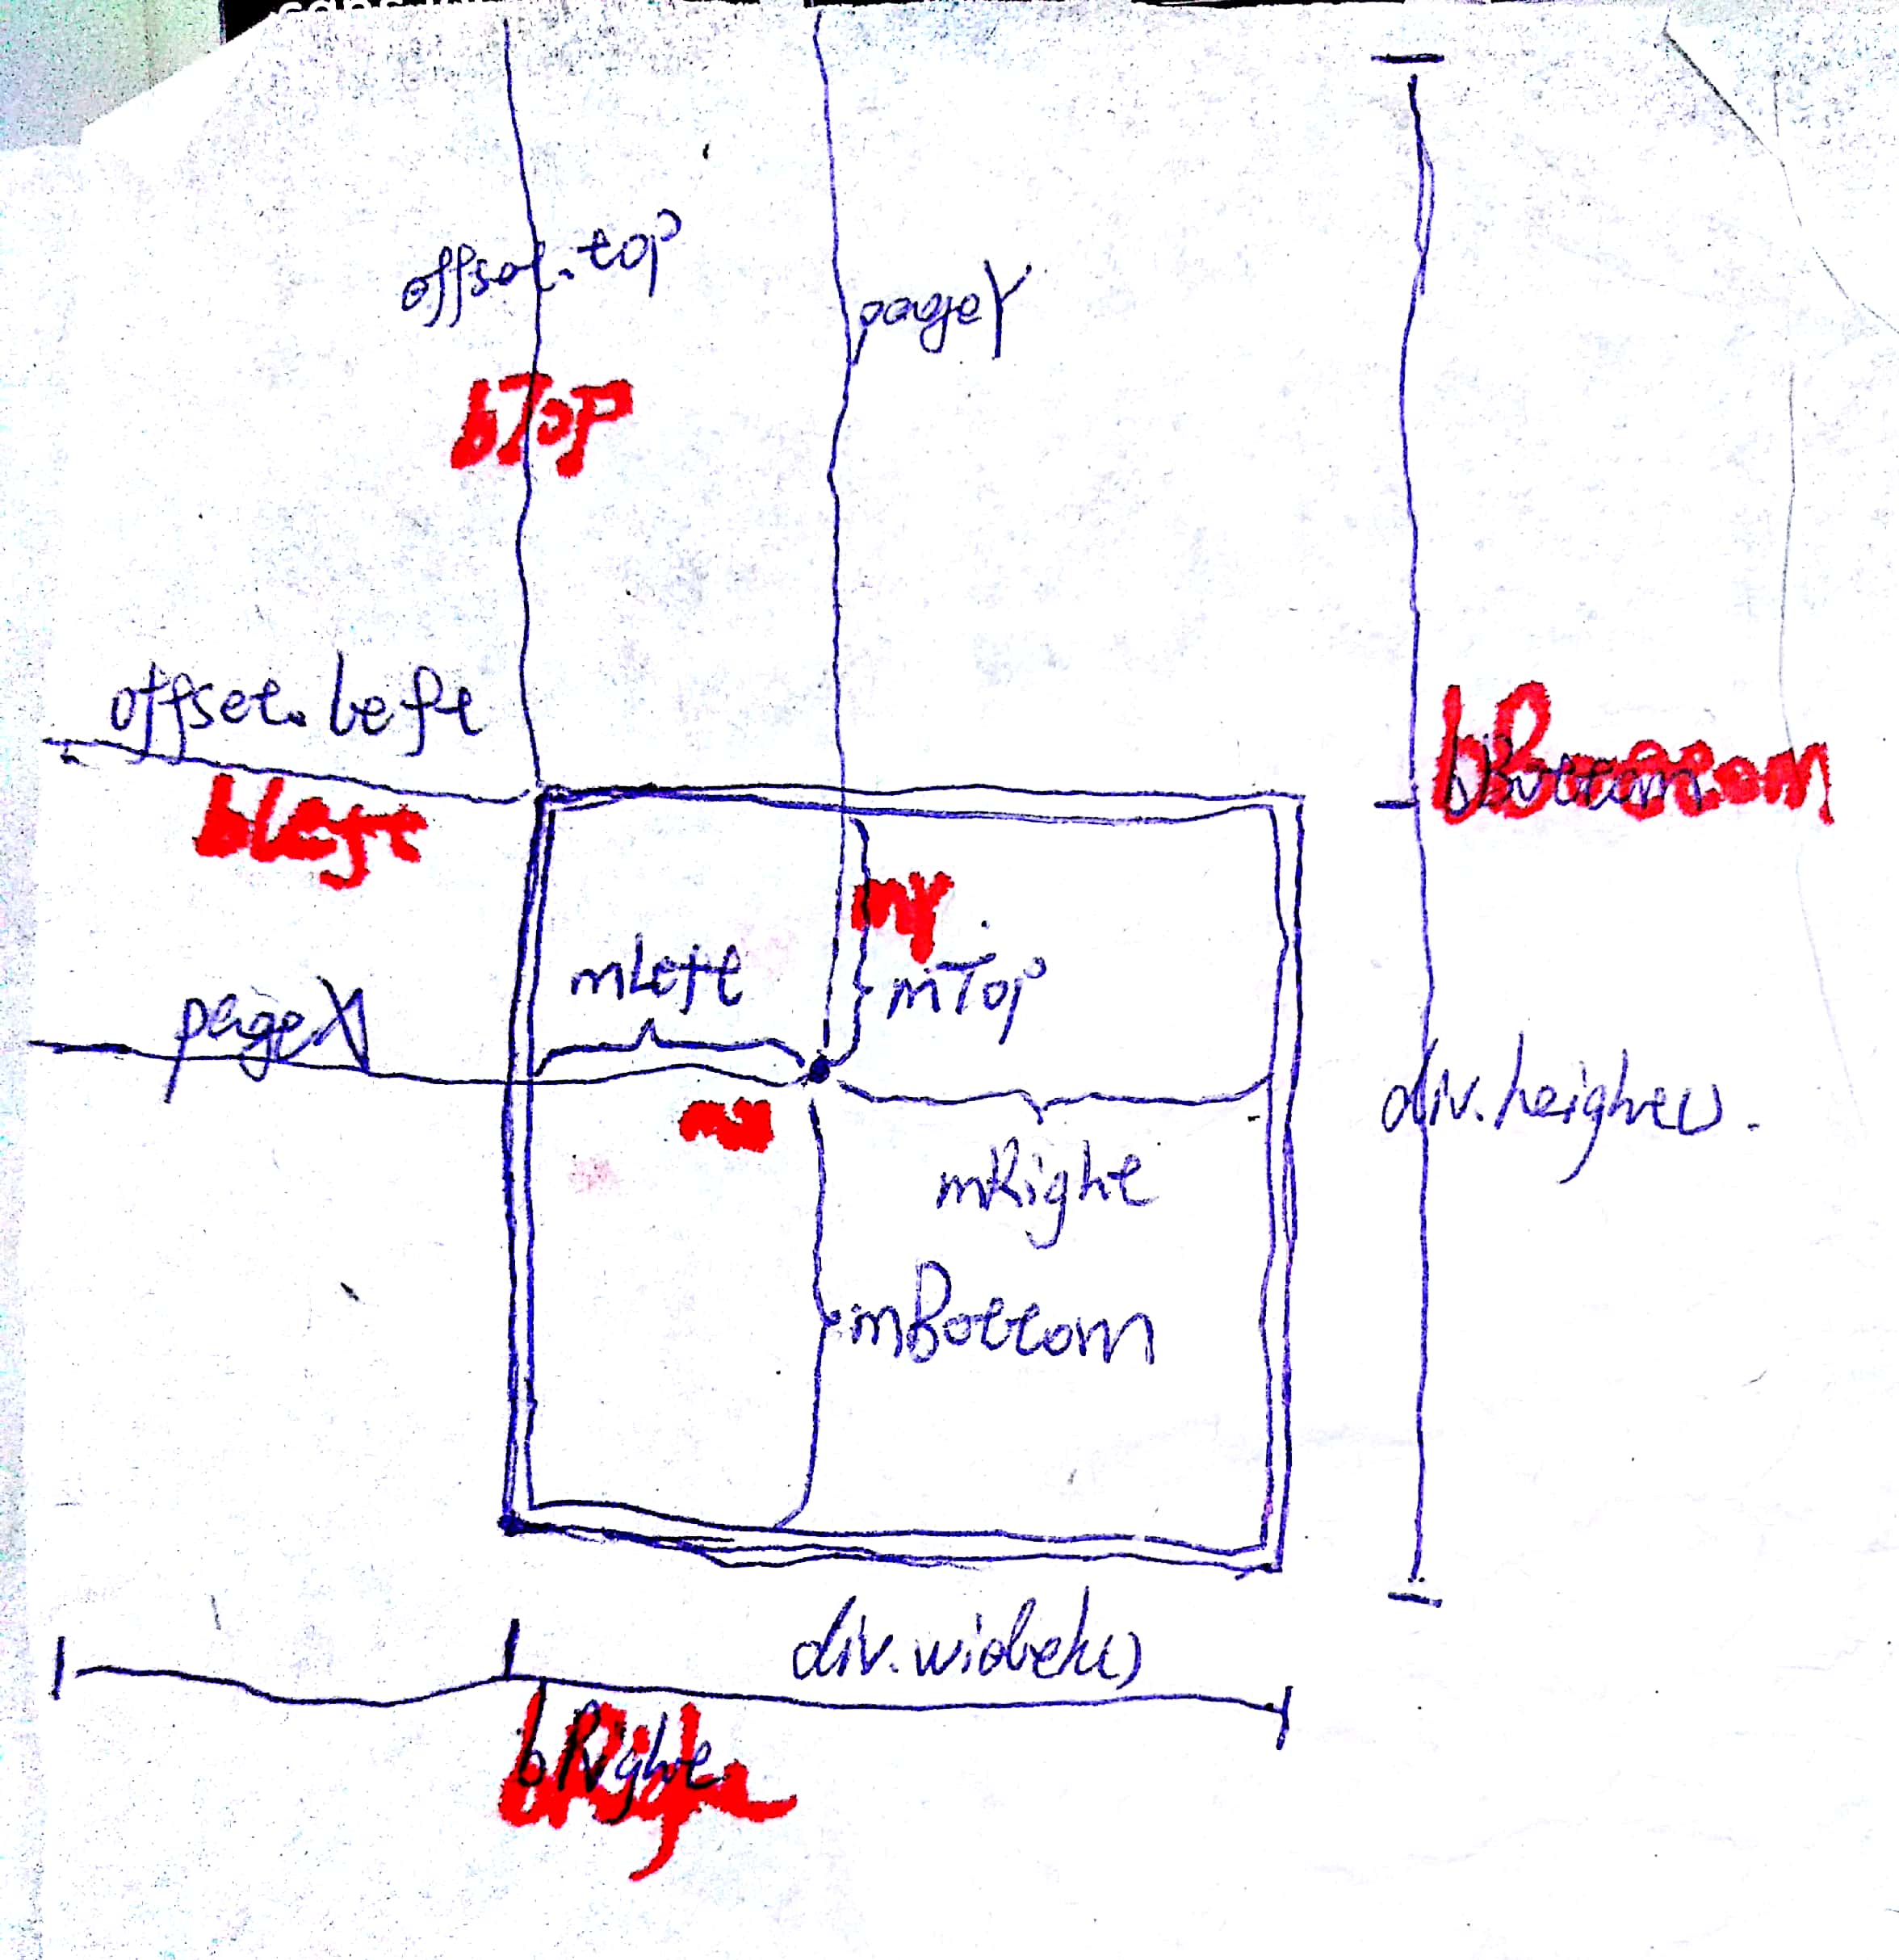 offset.top
pageY
bTop
offset.left
bLeft
bBottom
my
mLeft
mTop
pageX
mx
div.height()
mRight
mBottom
div.width()
bRight